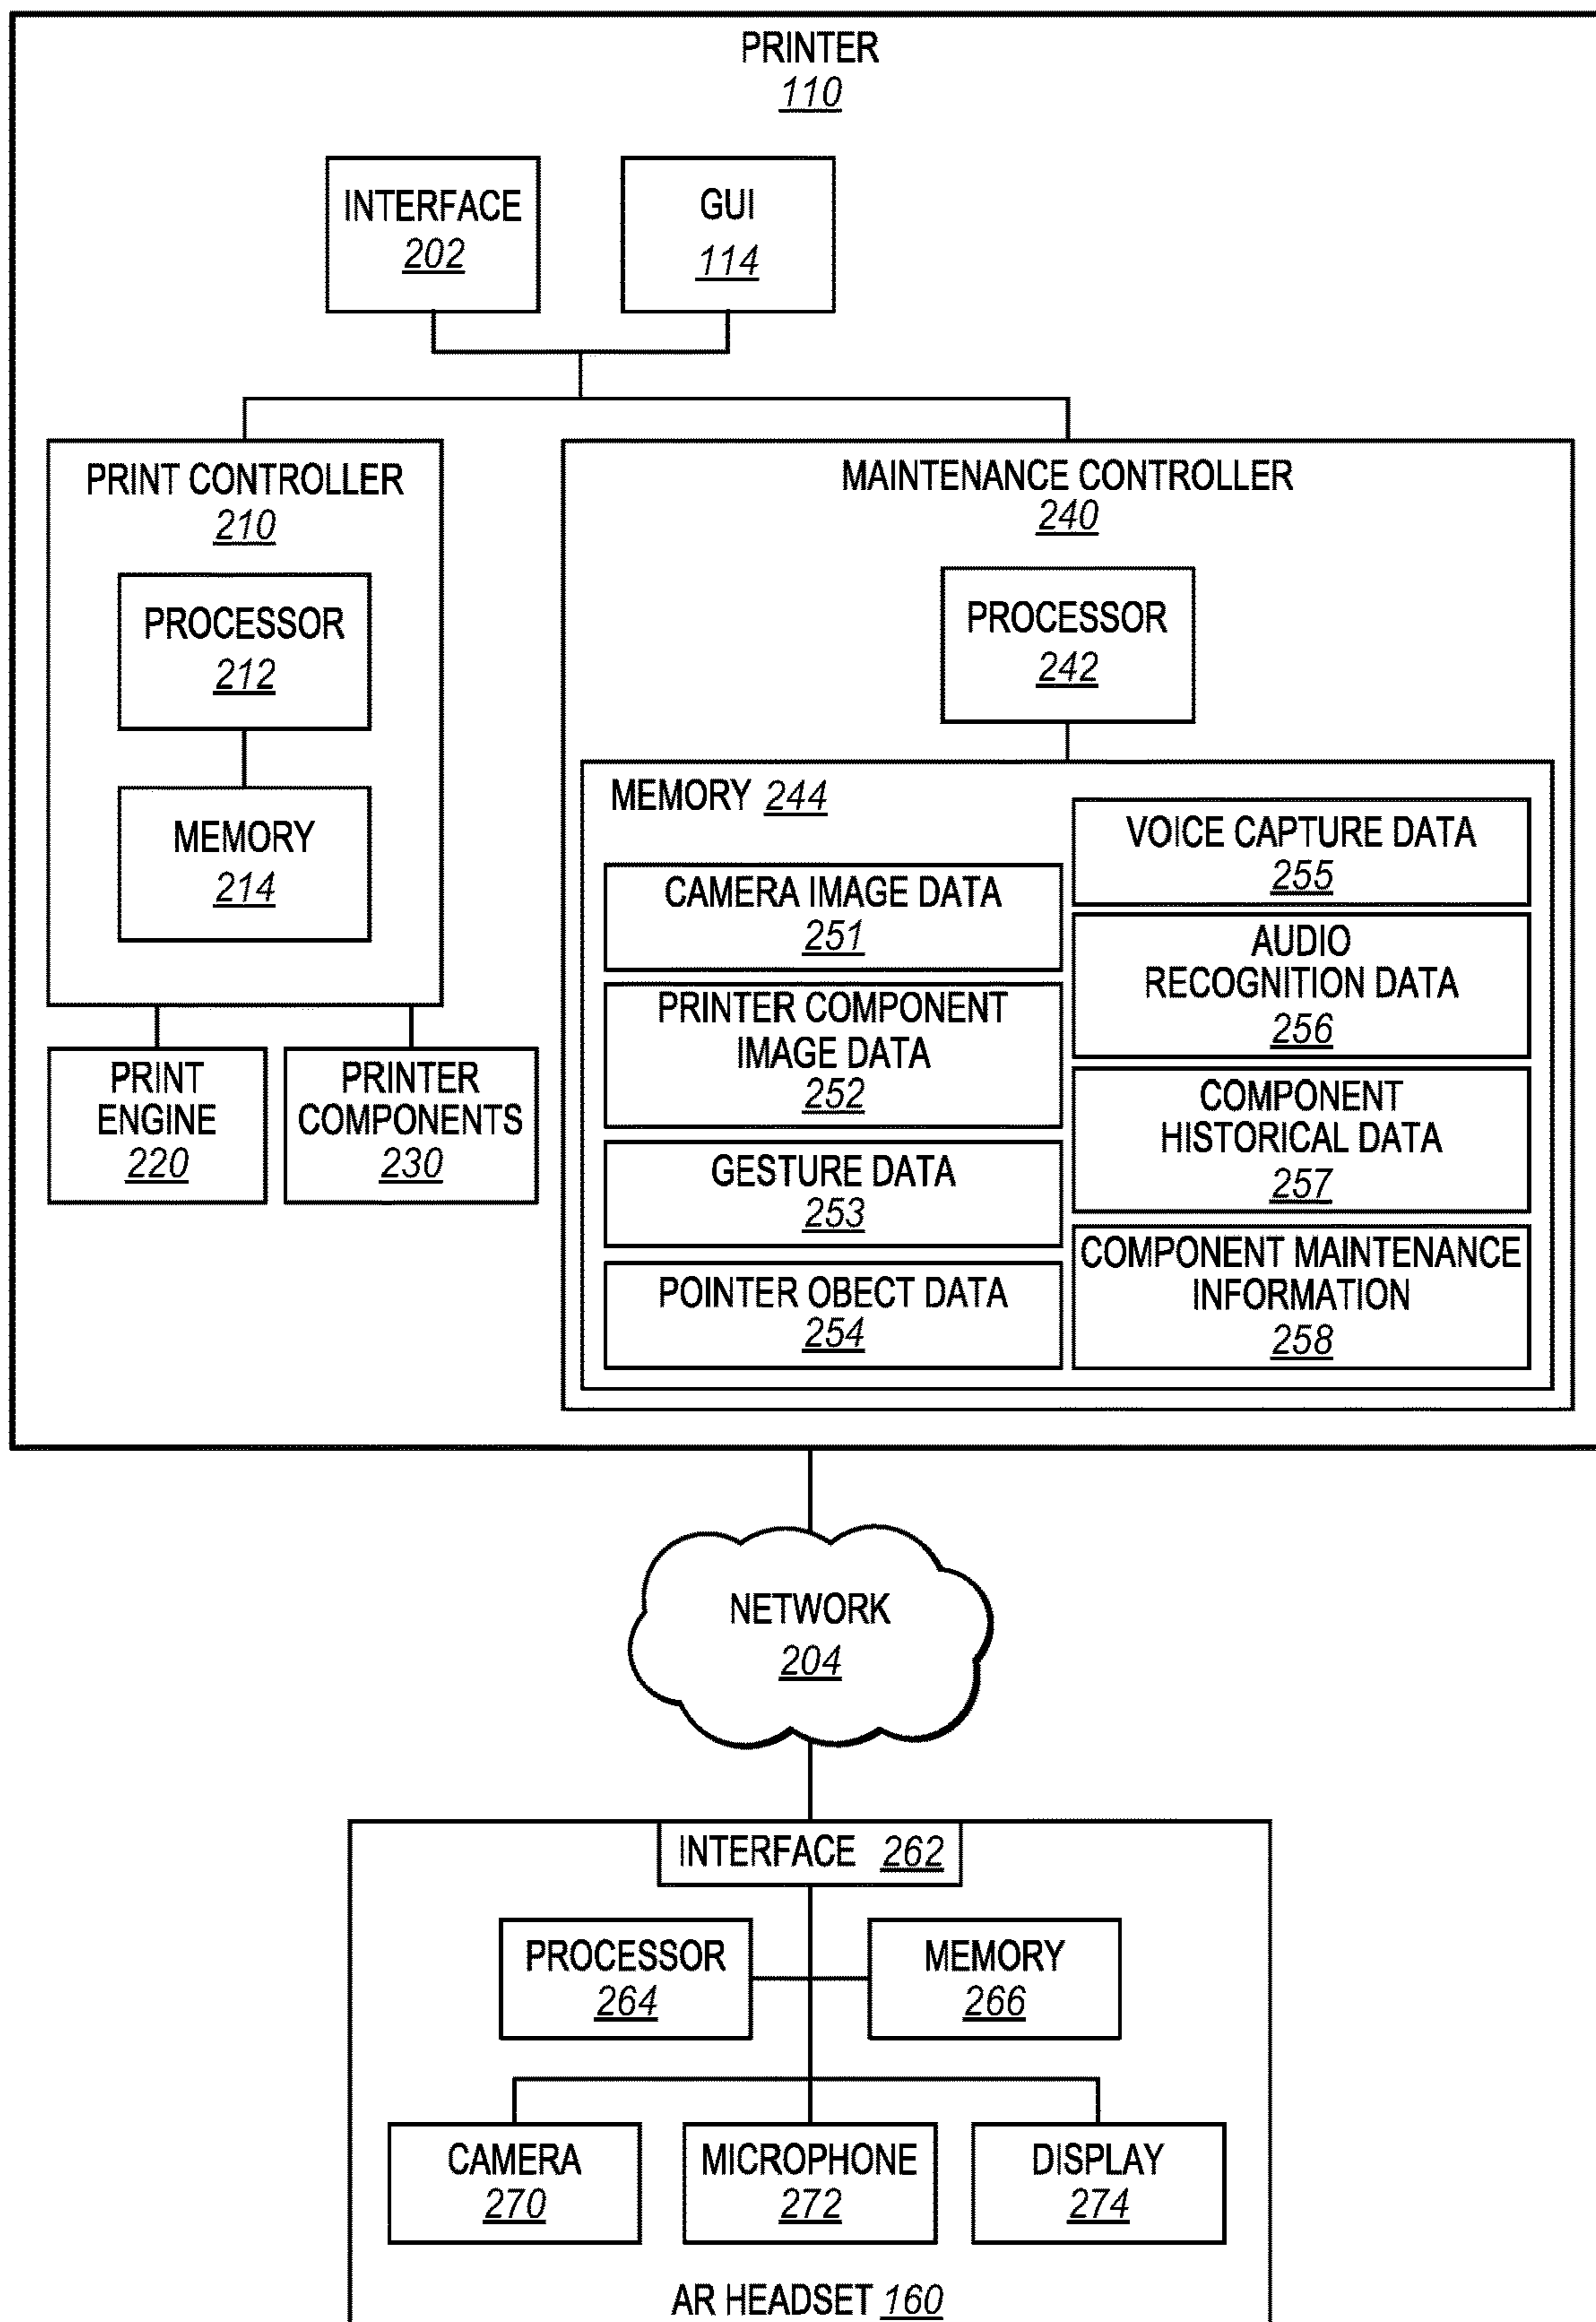 PRINTER
110
INTERFACE
202
GUI
114
PRINT CONTROLLER
210
PROCESSOR
212
MEMORY
214
PRINT
ENGINE
220
PRINTER
COMPONENTS
230
MAINTENANCE CONTROLLER
240
PROCESSOR
242
MEMORY 244
CAMERA IMAGE DATA
251
PRINTER COMPONENT
IMAGE DATA
252
GESTURE DATA
253
POINTER OBECT DATA
254
VOICE CAPTURE DATA
255
AUDIO
RECOGNITION DATA
256
COMPONENT
HISTORICAL DATA
257
COMPONENT MAINTENANCE
INFORMATION
258
NETWORK
204
INTERFACE 262
PROCESSOR
264
MEMORY
266
CAMERA
270
MICROPHONE
272
DISPLAY
274
AR HEADSET 160